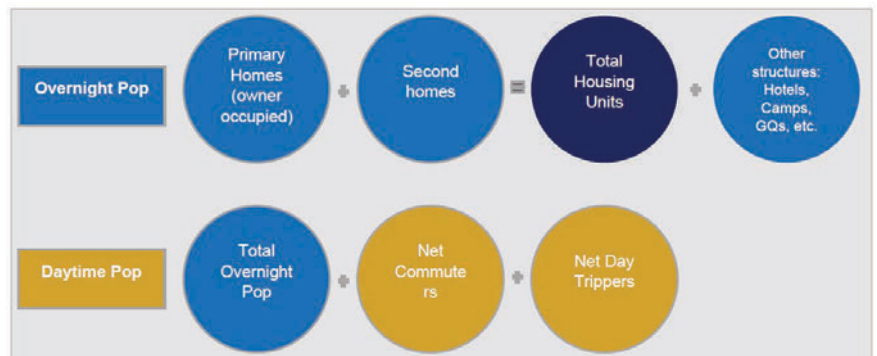 Overnight Pop
Primary
Homes
(owner
occupied)
+
Second
homes
=
Total
Housing
Units
+
Other
structures:
Hotels,
Camps,
GQs, etc.
Daytime Pop
Total
Overnight
Pop
+
Net
Commute
rs
+
Net Day
Trippers